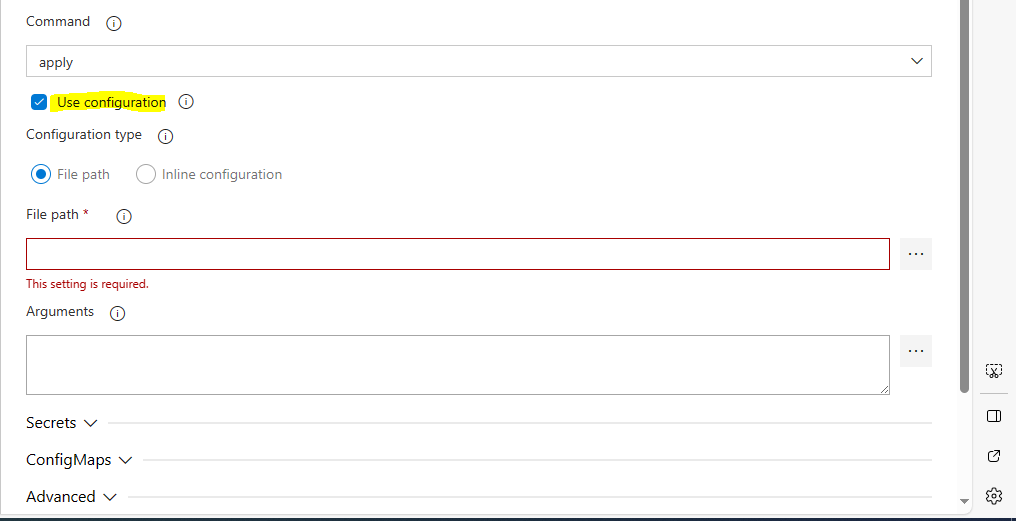 Command
apply
Use configuration
Configuration type
File path
Inline configuration
File path *
...
This setting is required.
Arguments
...
Secrets
ConfigMaps
Advanced